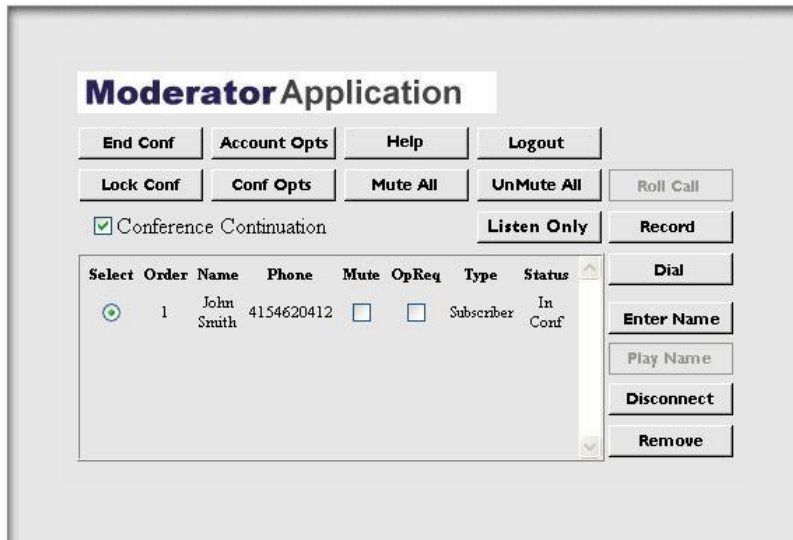 Moderator Application
End Conf Account Opts Help Logout
Lock Conf Conf Opts Mute All UnMute All Roll Call
Conference Continuation Listen Only Record
Dial
Select Order Name Phone Mute OpReq Type Status
1 John Smith 4154620412 Subscriber In Conf
Enter Name
Play Name
Disconnect
Remove